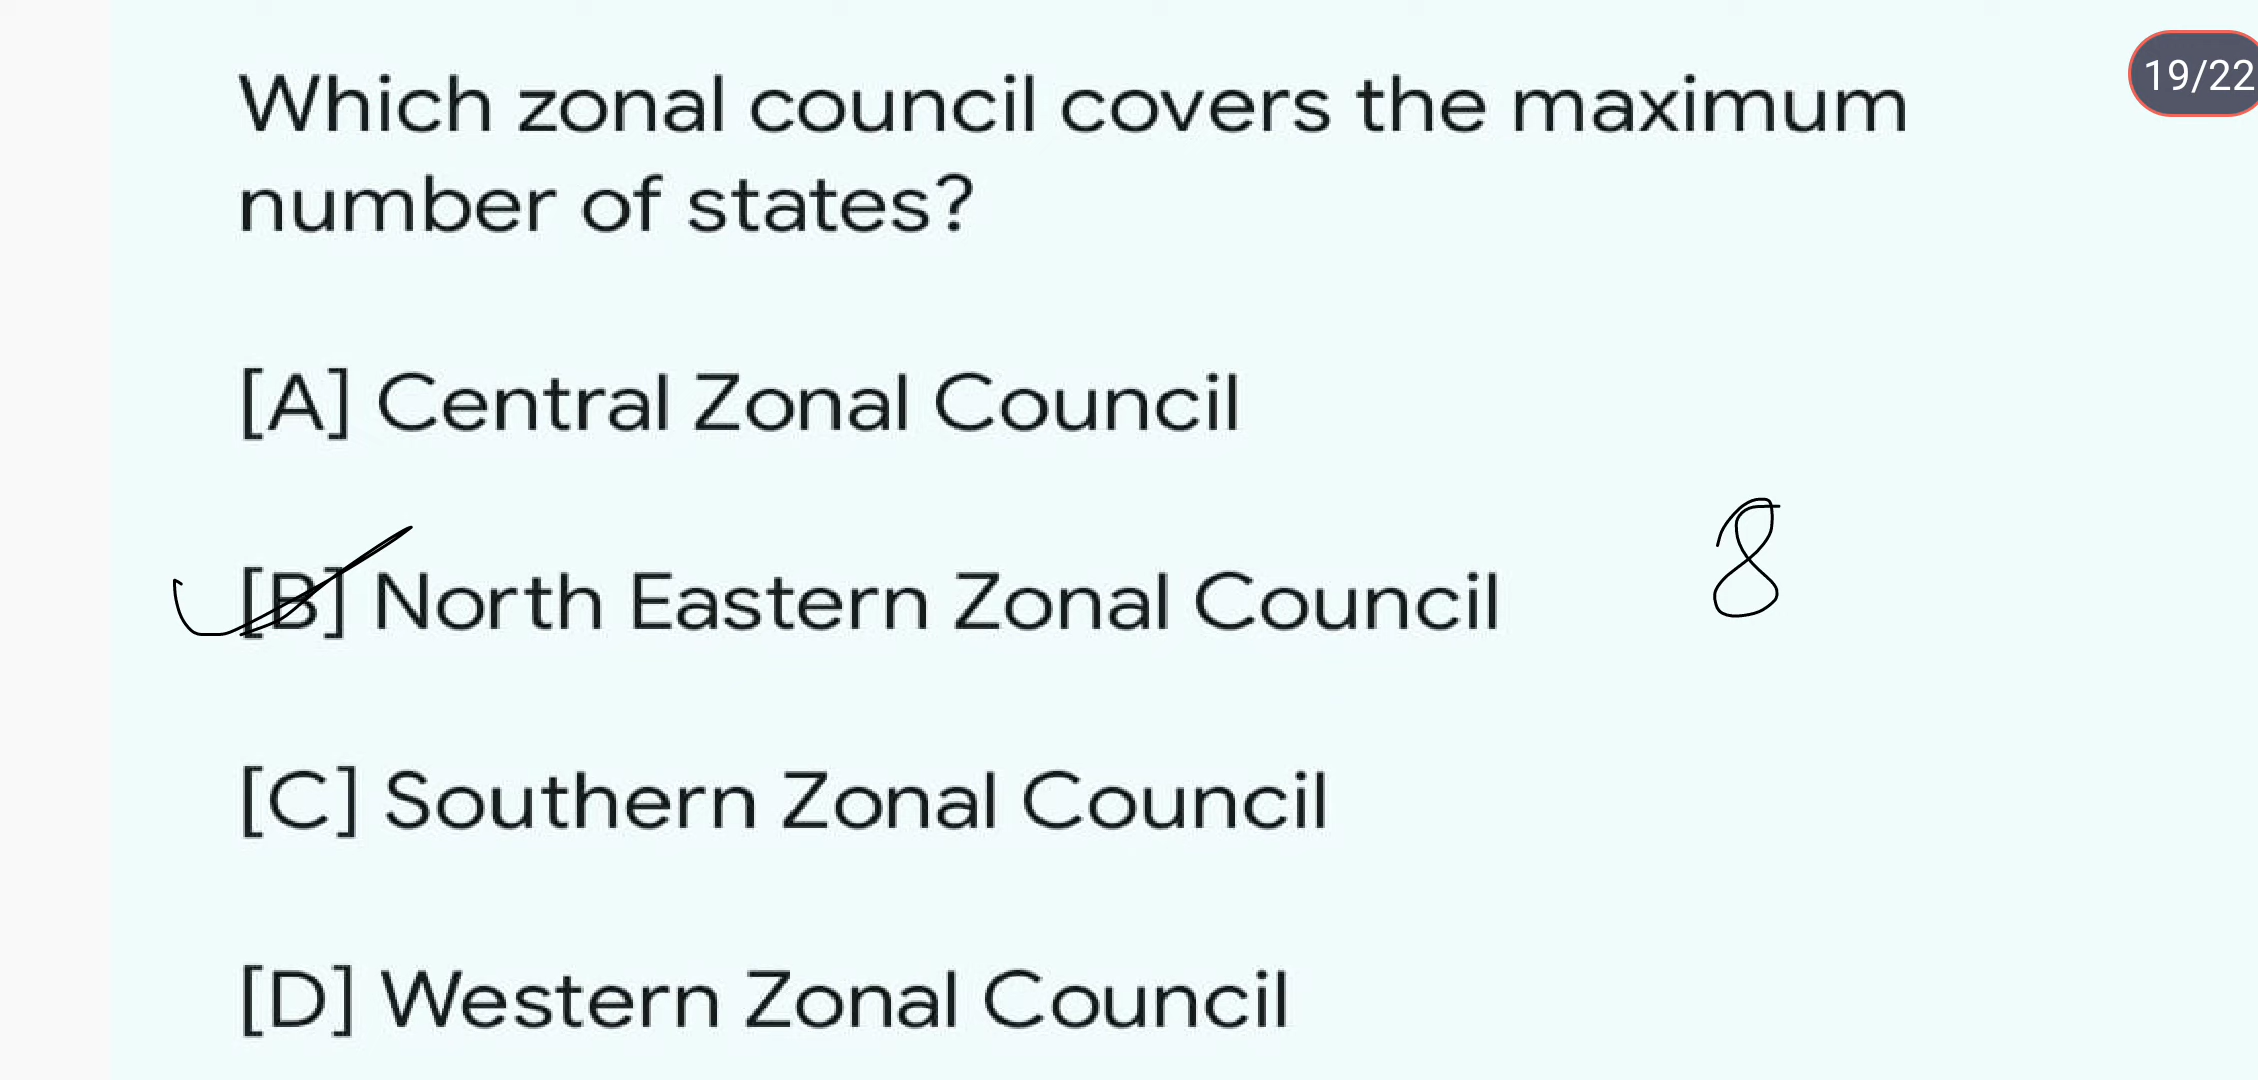 19/22
Which zonal council covers the maximum
number of states?
[A] Central Zonal Council
[B] North Eastern Zonal Council 8
[C] Southern Zonal Council
[D] Western Zonal Council